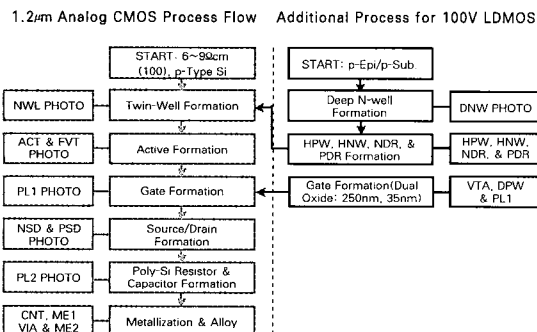 1.2μm Analog CMOS Process Flow
Additional Process for 100V LDMOS
START: 6~9Ωcm
(100), p-Type Si
START: p-Epi/p-Sub.
NWL PHOTO
Twin-Well Formation
Deep N-well
Formation
DNW PHOTO
ACT & FVT
PHOTO
Active Formation
HPW, HNW, NDR, &
PDR Formation
HPW, HNW,
NDR, & PDR
PL1 PHOTO
Gate Formation
Gate Formation(Dual
Oxide: 250nm, 35nm)
VTA, DPW
& PL1
NSD & PSD
PHOTO
Source/Drain
Formation
PL2 PHOTO
Poly-Si Resistor &
Capacitor Formation
CNT, ME1
VIA & ME2
Metallization & Alloy